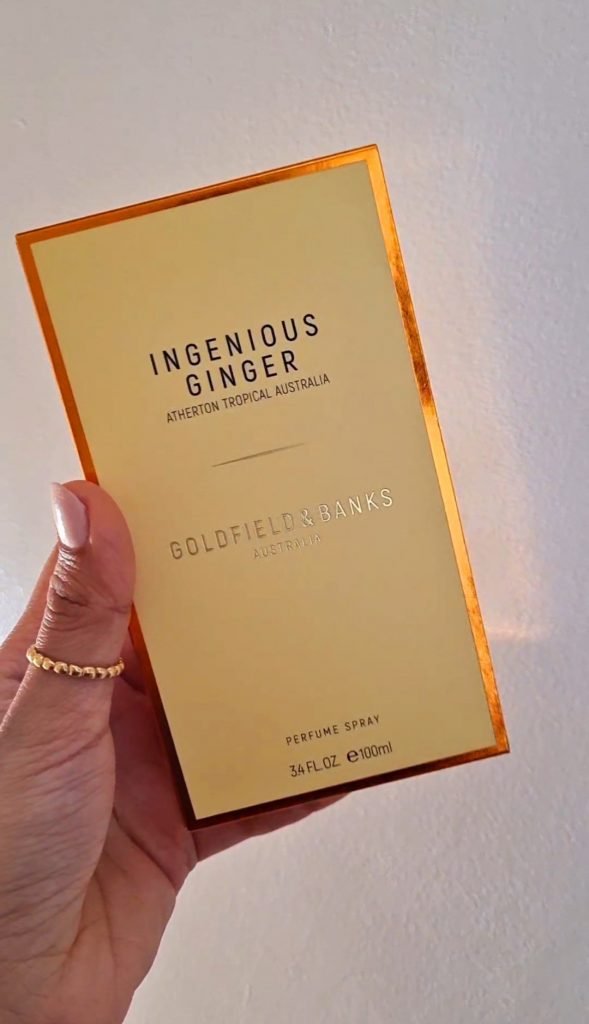 INGENIOUS
GINGER
ATHERTON TROPICAL AUSTRALIA
GOLDFIELD & BANKS
AUSTRALIA
PERFUME SPRAY
3.4 FL.OZ. ℮100ml